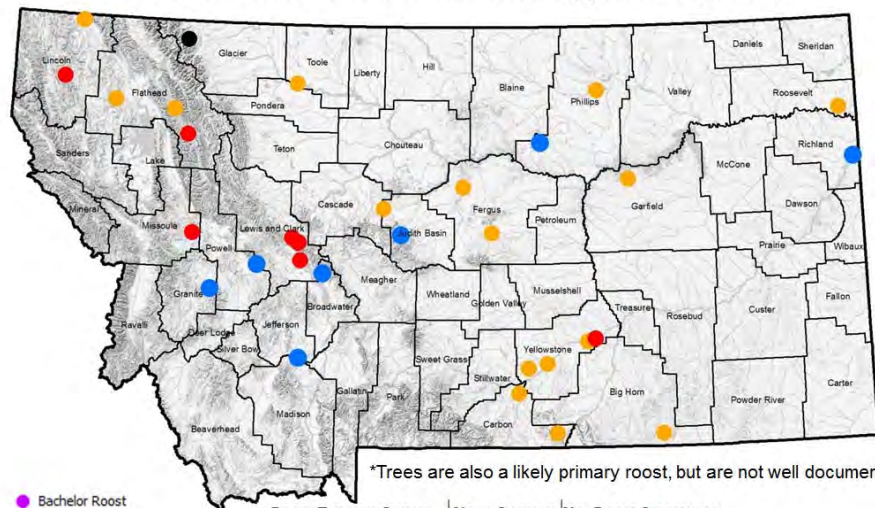 Lincoln
Flathead
Glacier
Toole
Liberty
Hill
Blaine
Phillips
Valley
Daniels
Sheridan
Roosevelt
Pondera
Teton
Chouteau
Richland
McCone
Sanders
Lake
Cascade
Fergus
Garfield
Dawson
Mineral
Missoula
Lewis and Clark
Judith Basin
Petroleum
Powell
Prairie
Wibaux
Meagher
Granite
Broadwater
Wheatland
Golden Valley
Musselshell
Treasure
Rosebud
Custer
Fallon
Ravalli
Jefferson
Deer Lodge
Silver Bow
Sweet Grass
Yellowstone
Stillwater
Big Horn
Gallatin
Park
Madison
Beaverhead
Carbon
Powder River
Carter
*Trees are also a likely primary roost, but are not well documen
Bachelor Roost